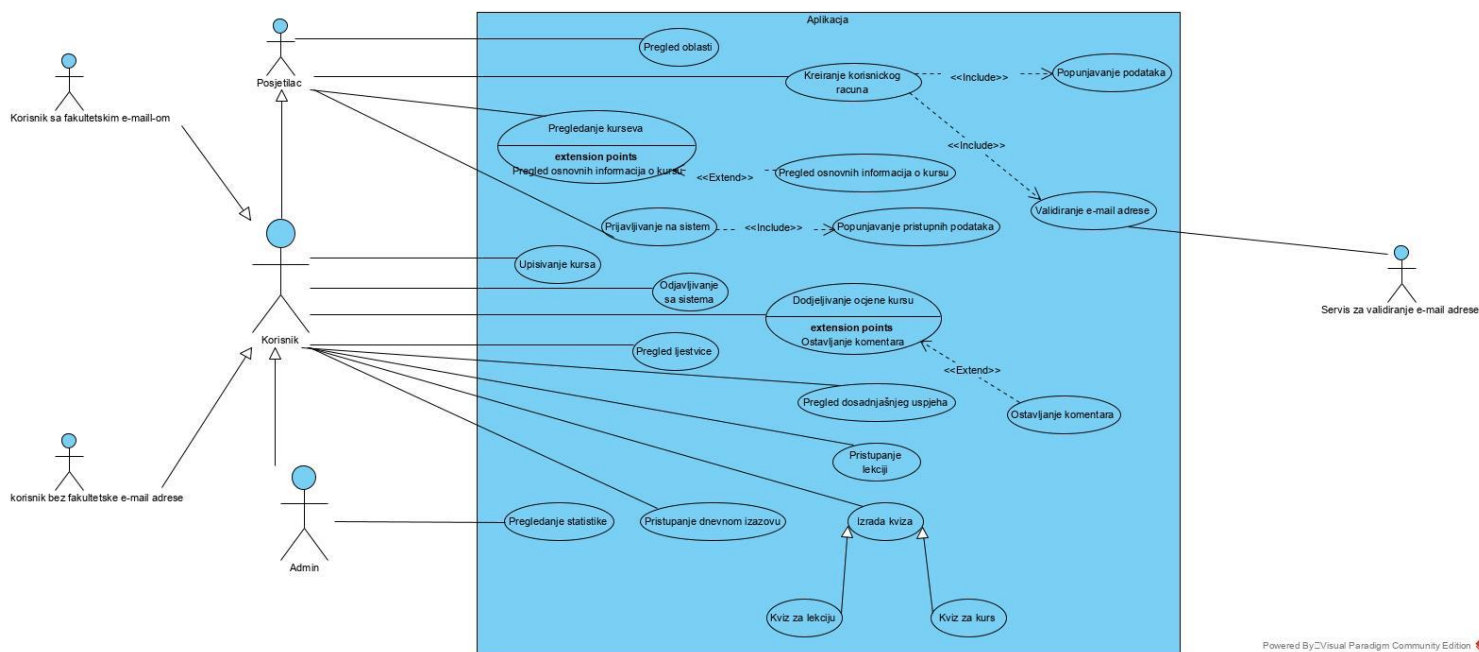 Aplikacja
Posjetilac
Korisnik sa fakultetskim e-maill-om
Pregled oblasti
Kreiranje korisnickog
racuna
<<Include>>
Popunjavanje podataka
Pregledanje kurseva
extension points
Pregled osnovnih informacija o kursu
<<Extend>>
Pregled osnovnih informacija o kursu
<<Include>>
Validiranje e-mail adrese
Prijavljivanje na sistem
<<Include>>
Popunjavanje pristupnih podataka
Upisivanje kursa
Odjavljivanje
sa sistema
Dodjeljivanje ocjene kursu
extension points
Ostavljanje komentara
Servis za validiranje e-mail adrese
Korisnik
Pregled ljestvice
<<Extend>>
Pregled dosadnjašnjeg uspjeha
Ostavljanje komentara
Pristupanje
lekciji
korisnik bez fakultetske e-mail adrese
Admin
Pregledanje statistike
Pristupanje dnevnom izazovu
Izrada kviza
Kviz za lekciju
Kviz za kurs
Powered By Visual Paradigm Community Edition